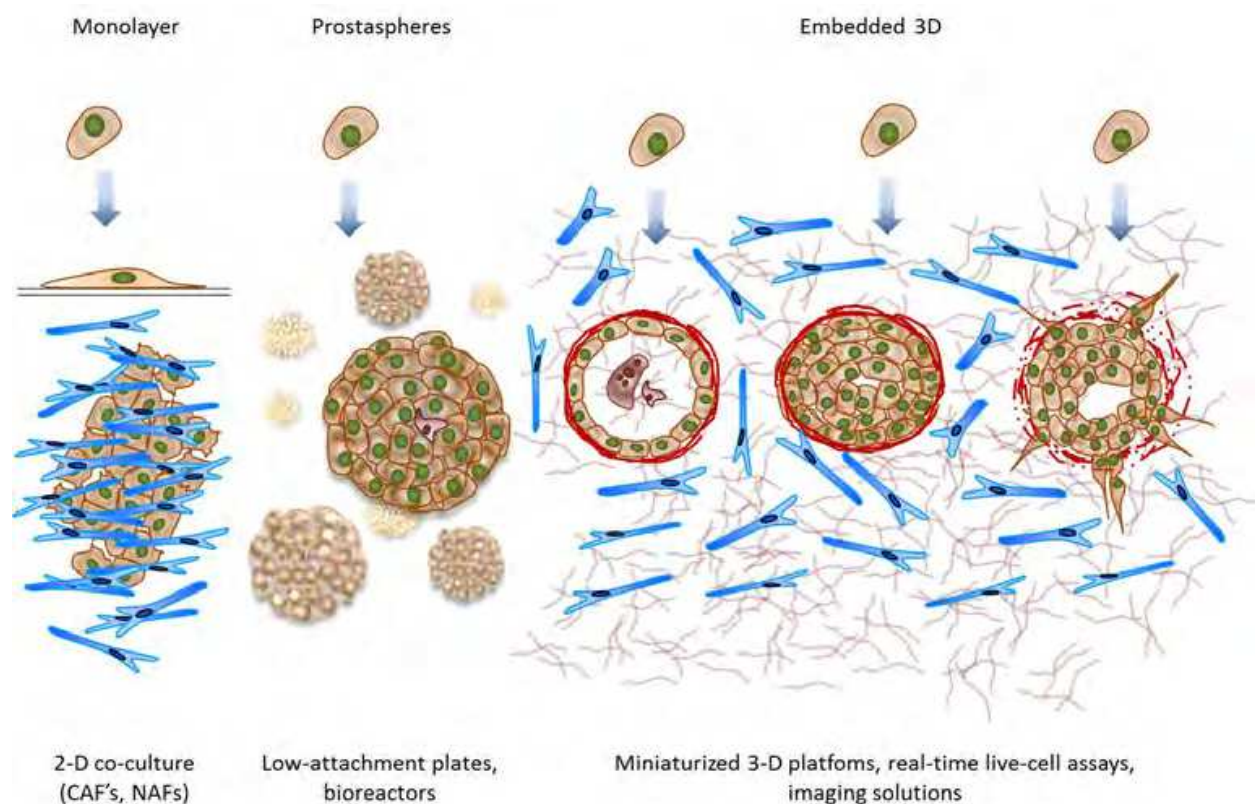 Monolayer
Prostaspheres
Embedded 3D
2-D co-culture
(CAF's, NAFs)
Low-attachment plates,
bioreactors
Miniaturized 3-D platfoms, real-time live-cell assays,
imaging solutions